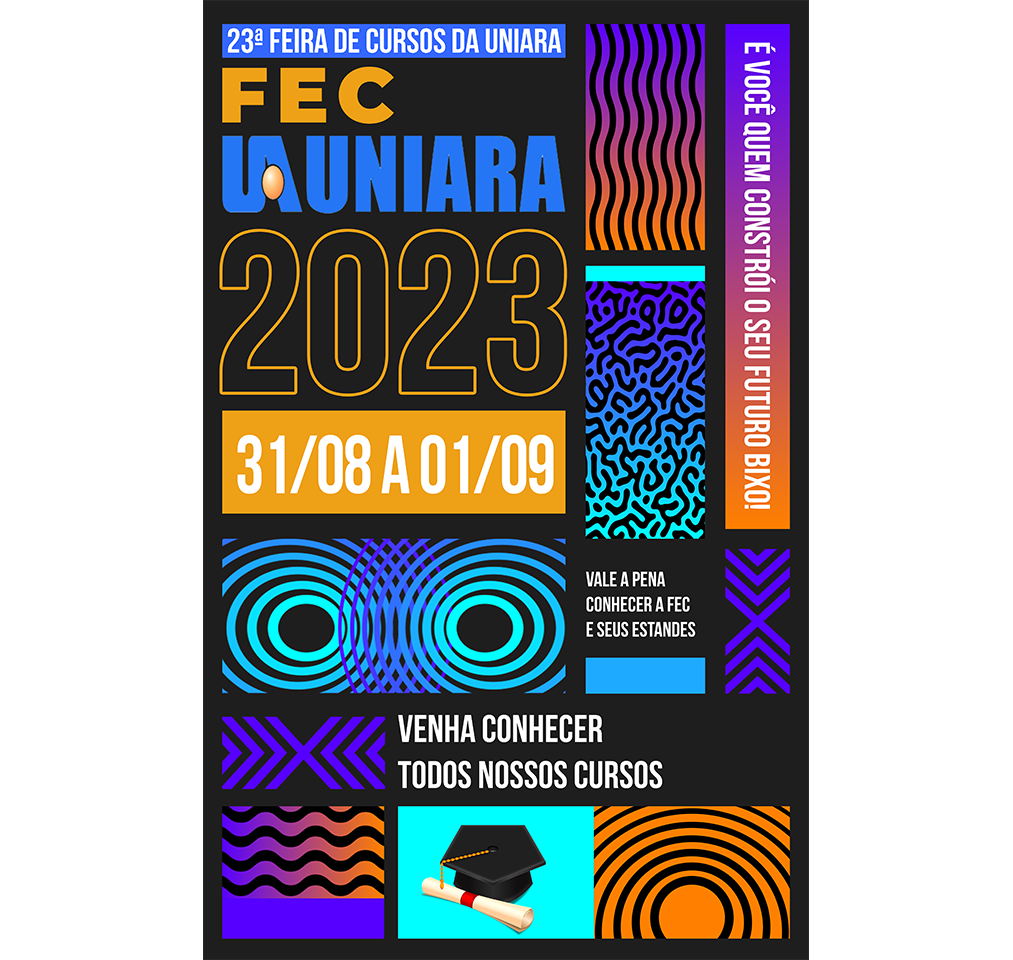 23ª FEIRA DE CURSOS DA UNIARA
FEC
UA UNIARA
2023
31/08 A 01/09
É VOCÊ QUEM CONSTRÓI O SEU FUTURO BIXO!
VALE A PENA
CONHECER A FEC
E SEUS ESTANDES
VENHA CONHECER
TODOS NOSSOS CURSOS